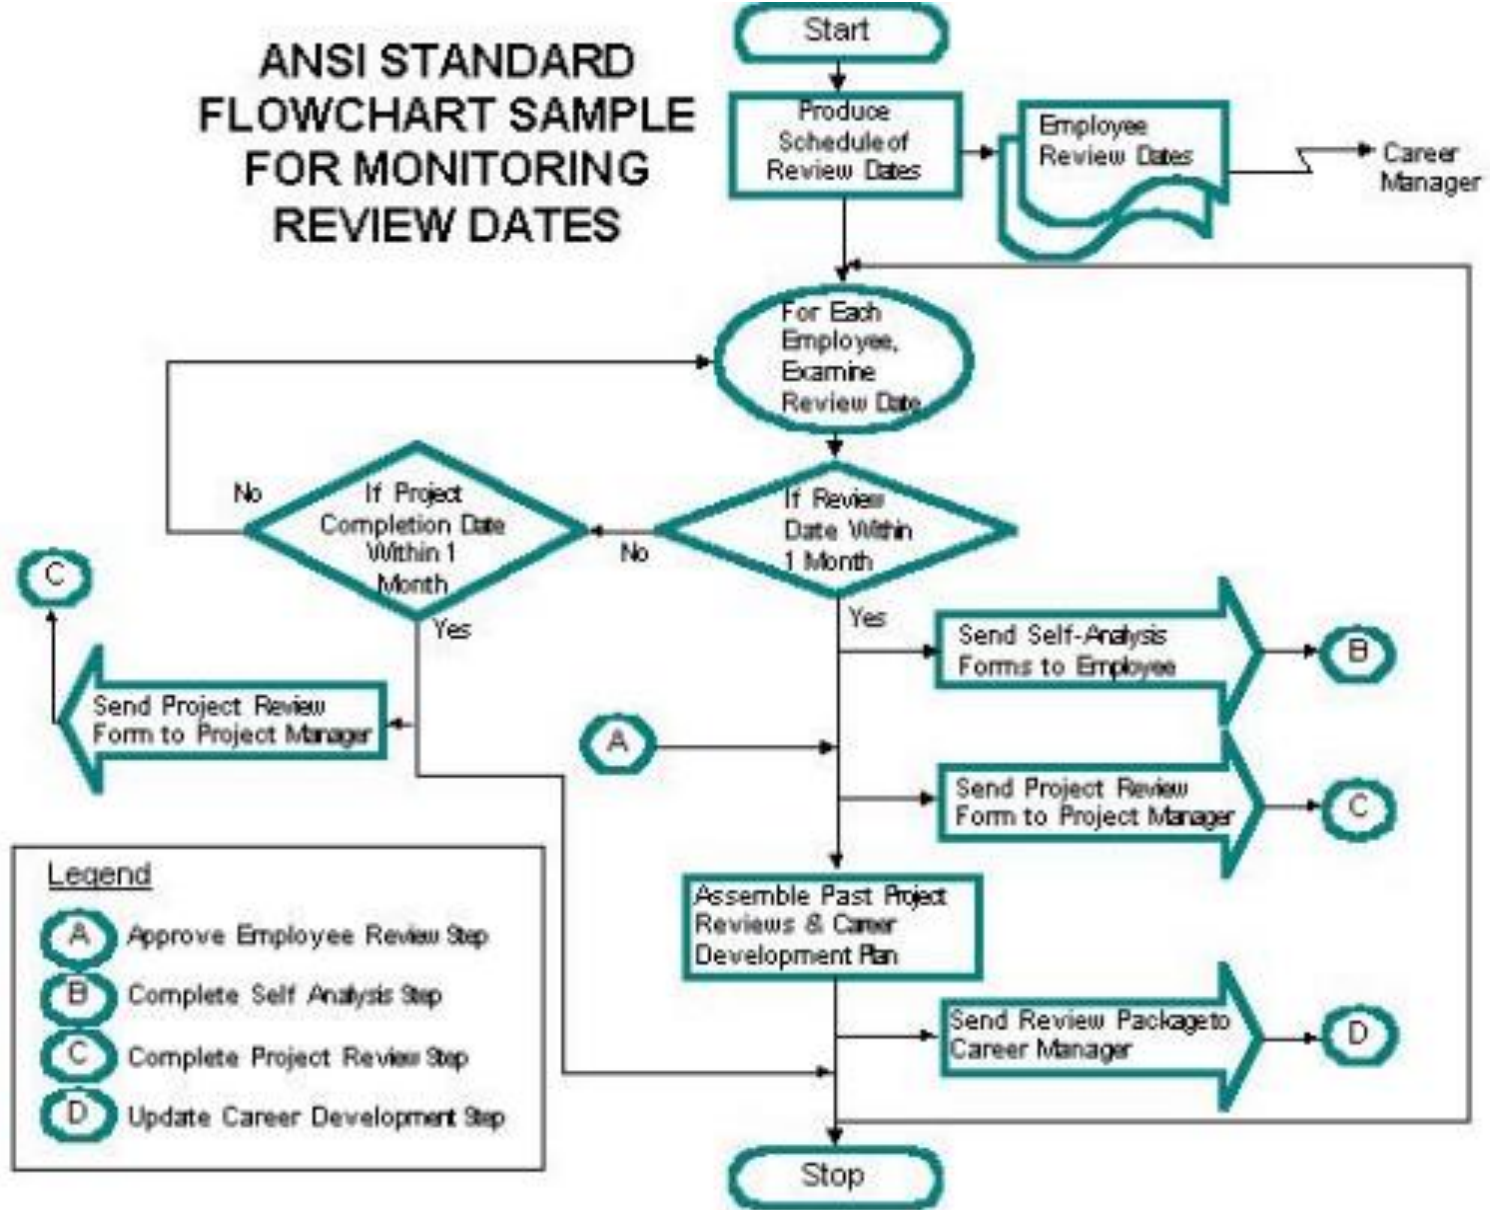 ANSI STANDARD
FLOWCHART SAMPLE
FOR MONITORING
REVIEW DATES
Start
Produce
Schedule of
Review Dates
Employee
Review Dates
Career
Manager
For Each
Employee,
Examine
Review Date
If Review
Date Within
1 Month
No
Yes
If Project
Completion Date
Within 1
Month
No
Yes
C
Send Project Review
Form to Project Manager
Send Self-Analysis
Forms to Employee
B
A
Send Project Review
Form to Project Manager
C
Assemble Past Project
Reviews & Career
Development Plan
Send Review Package to
Career Manager
D
Stop
Legend
A Approve Employee Review Step
B Complete Self Analysis Step
C Complete Project Review Step
D Update Career Development Step